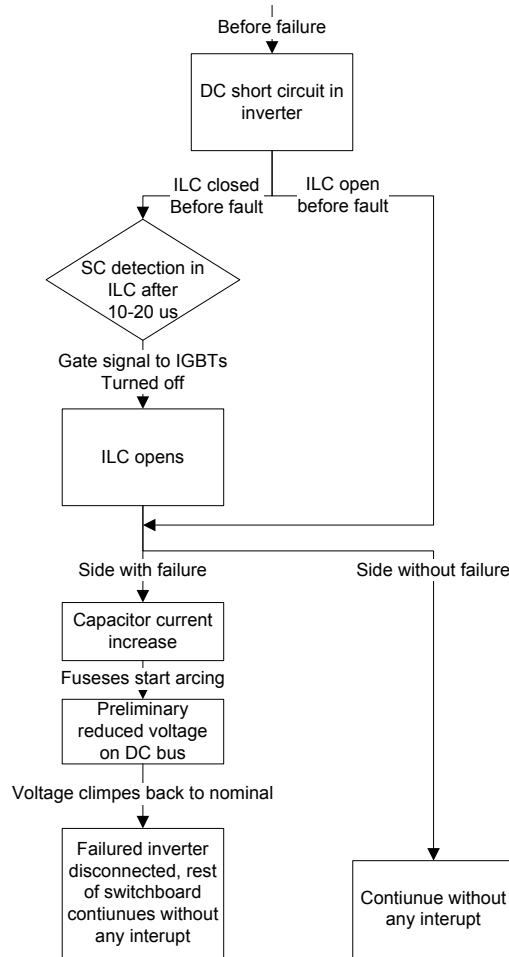 Before failure
DC short circuit in
inverter
ILC closed
Before fault
ILC open
before fault
SC detection in
ILC after
10-20 us
Gate signal to IGBTs
Turned off
ILC opens
Side with failure
Side without failure
Capacitor current
increase
Fuseses start arcing
Preliminary
reduced voltage
on DC bus
Voltage climpes back to nominal
Failured inverter
disconnected, rest
of switchboard
contiunues without
any interupt
Contiunue without
any interupt